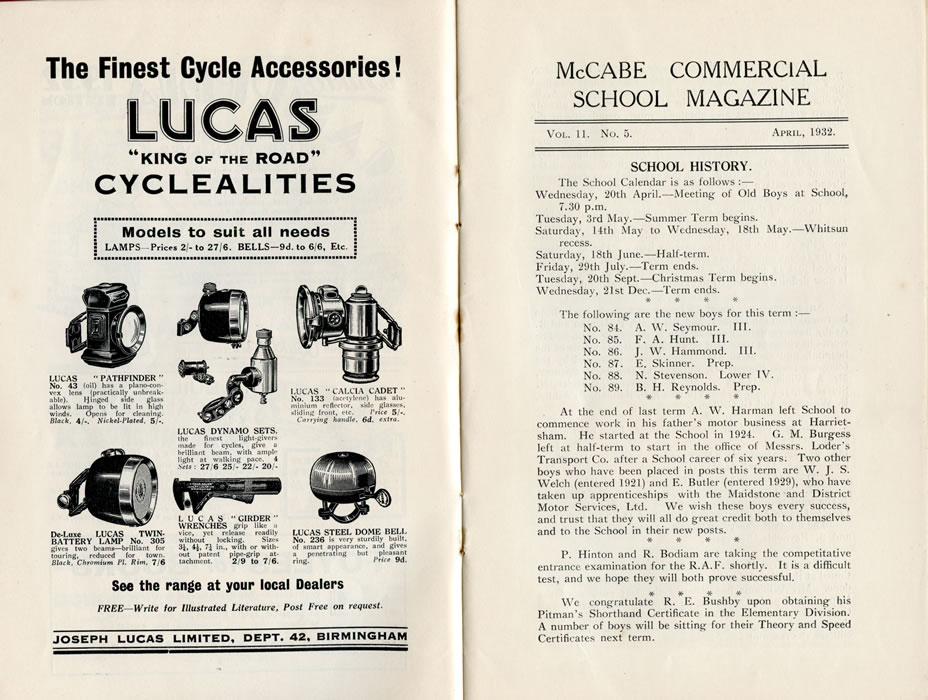 The Finest Cycle Accessories!
LUCAS
"KING OF THE ROAD"
CYCLEALITIES
Models to suit all needs
LAMPS—Prices 2/- to 27/6. BELLS—9d. to 6/6, Etc.
LUCAS "PATHFINDER"
No. 43 (oil) has a plano-con-
vex lens (practically unbreak-
able). Hinged side glass
allows lamp to be lit in high
winds. Opens for cleaning.
Black, 4/-. Nickel-Plated, 5/-.
LUCAS DYNAMO SETS,
the finest light-givers
made for cycles, give a
brilliant beam, with ample
light at walking pace. 4
Sets: 27/6 25/- 22/- 20/-
LUCAS "CALCIA CADET"
No. 133 (acetylene) has alu-
minium reflector, side glasses,
sliding front, etc. Price 5/-.
Carrying handle, 6d. extra.
De-Luxe LUCAS TWIN-
BATTERY LAMP No. 305
gives two beams—brilliant for
touring, reduced for town.
Black, Chromium Pl. Rim, 7/6
LUCAS "GIRDER"
WRENCHES grip like a
vice, yet release readily
without locking. Sizes
3½, 4½, 7½ in., with or with-
out patent pipe-grip at-
tachment. 2/9 to 7/6.
LUCAS STEEL DOME BELL.
No. 236 is very sturdily built,
of smart appearance, and gives
a penetrating but pleasant
ring. Price 9d.
See the range at your local Dealers
FREE—Write for Illustrated Literature, Post Free on request.
JOSEPH LUCAS LIMITED, DEPT. 42, BIRMINGHAM
McCABE COMMERCIAL
SCHOOL MAGAZINE
VOL. 11. No. 5. APRIL, 1932.
SCHOOL HISTORY.
The School Calendar is as follows :—
Wednesday, 20th April.—Meeting of Old Boys at School,
7.30 p.m.
Tuesday, 3rd May.—Summer Term begins.
Saturday, 14th May to Wednesday, 18th May.—Whitsun
recess.
Saturday, 18th June.—Half-term.
Friday, 29th July.—Term ends.
Tuesday, 20th Sept.—Christmas Term begins.
Wednesday, 21st Dec.—Term ends.
* * * *
The following are the new boys for this term :—
No. 84. A. W. Seymour. III.
No. 85. F. A. Hunt. III.
No. 86. J. W. Hammond. III.
No. 87. E. Skinner. Prep.
No. 88. N. Stevenson. Lower IV.
No. 89. B. H. Reynolds. Prep.
* * * *
At the end of last term A. W. Harman left School to
commence work in his father's motor business at Harriet-
sham. He started at the School in 1924. G. M. Burgess
left at half-term to start in the office of Messrs. Loder's
Transport Co. after a School career of six years. Two other
boys who have been placed in posts this term are W. J. S.
Welch (entered 1921) and E. Butler (entered 1929), who have
taken up apprenticeships with the Maidstone and District
Motor Services, Ltd. We wish these boys every success,
and trust that they will all do great credit both to themselves
and to the School in their new posts.
* * * *
P. Hinton and R. Bodiam are taking the competitive
entrance examination for the R.A.F. shortly. It is a difficult
test, and we hope they will both prove successful.
* * * *
We congratulate R. E. Bushby upon obtaining his
Pitman's Shorthand Certificate in the Elementary Division.
A number of boys will be sitting for their Theory and Speed
Certificates next term.